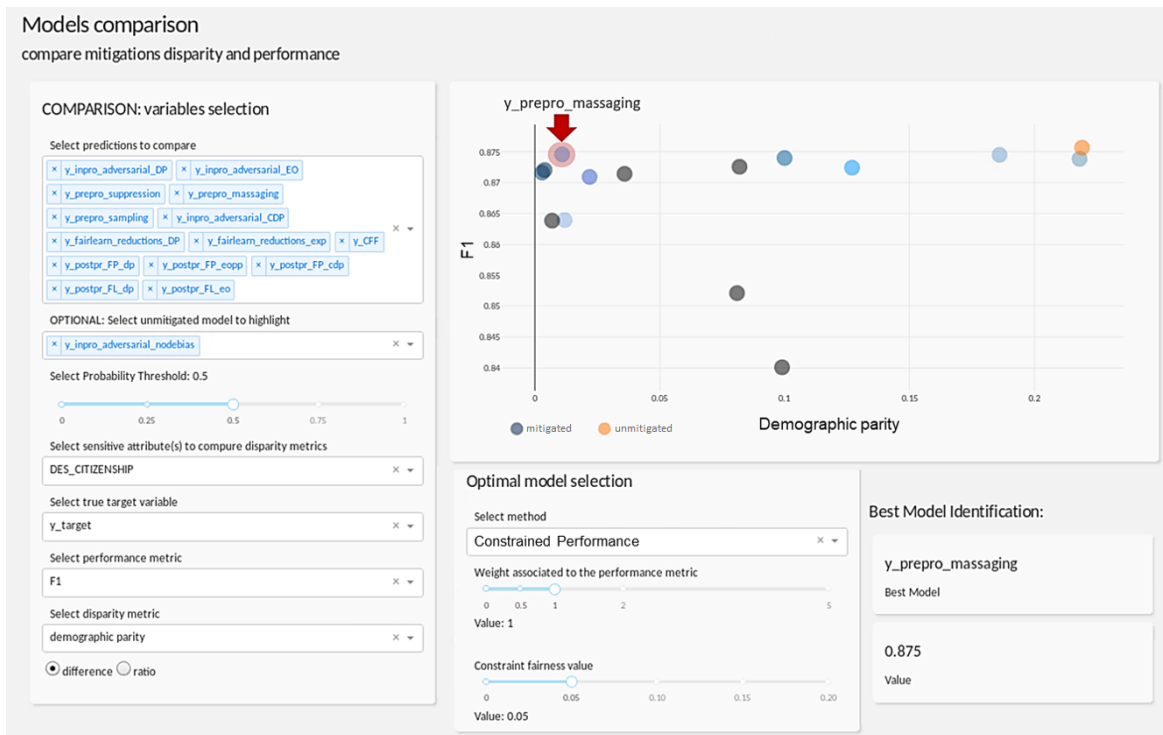 Models comparison
compare mitigations disparity and performance
COMPARISON: variables selection
Select predictions to compare
× y_inpro_adversarial_DP × y_inpro_adversarial_EO
× y_prepro_suppression × y_prepro_massaging
× y_prepro_sampling × y_inpro_adversarial_CDP
× y_fairlearn_reductions_DP × y_fairlearn_reductions_exp × y_CFF
× y_postpr_FP_dp × y_postpr_FP_eopp × y_postpr_FP_cdp
× y_postpr_FL_dp × y_postpr_FL_eo
×
OPTIONAL: Select unmitigated model to highlight
× y_inpro_adversarial_nodebias ×
Select Probability Threshold: 0.5
0 0.25 0.5 0.75 1
Select sensitive attribute(s) to compure disparity metrics
DES_CITIZENSHIP ×
Select true target variable
y_target ×
Select performance metric
F1 ×
Select disparity metric
demographic parity ×
difference ratio
y_prepro_massaging
0.875
0.87
0.865
0.86
0.855
0.85
0.845
0.84
F1
0 0.05 0.1 0.15 0.2
Demographic parity
mitigated unmitigated
Optimal model selection
Select method
Constrained Performance ×
Weight associated to the performance metric
0 0.5 1 2 5
Value: 1
Constraint fairness value
0 0.05 0.10 0.15 0.20
Value: 0.05
Best Model Identification:
y_prepro_massaging
Best Model
0.875
Value